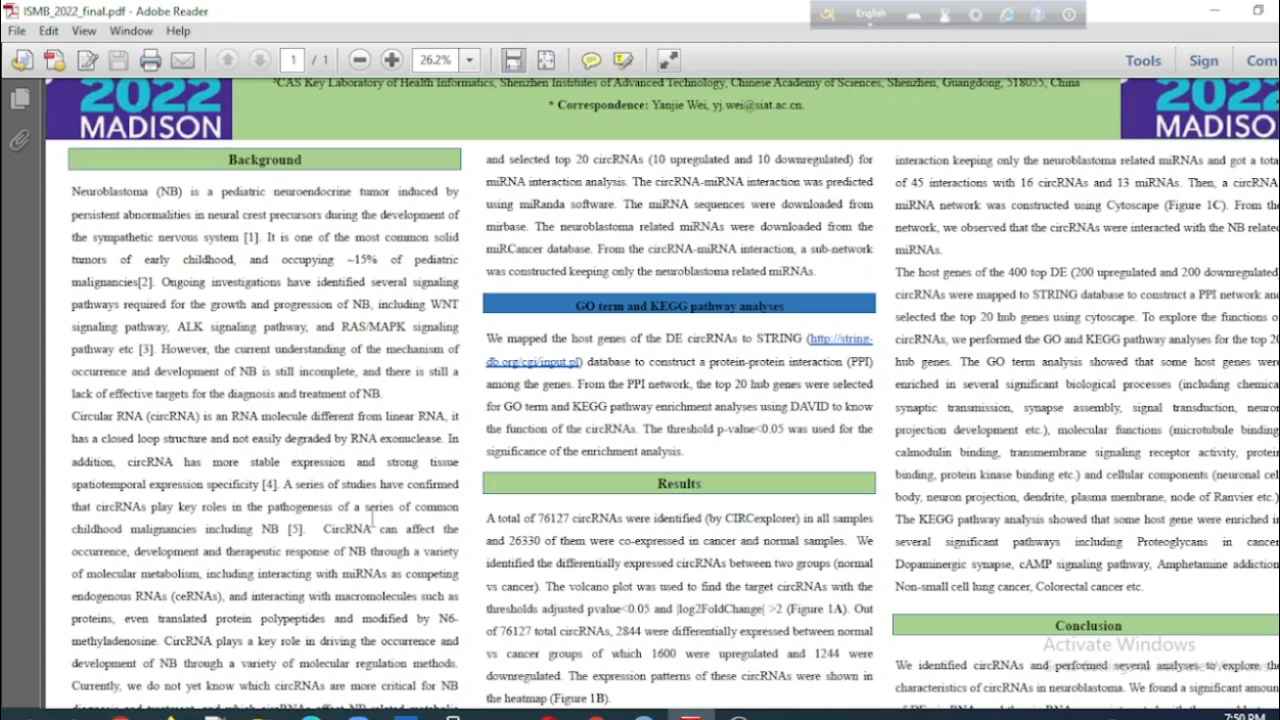 ISMB_2022_final.pdf - Adobe Reader
English
File Edit View Window Help
1 / 1
26.2%
Tools Sign Com
2022
MADISON
CAS Key Laboratory of Health Informatics, Shenzhen Institutes of Advanced Technology, Chinese Academy of Sciences, Shenzhen, Guangdong, 518055, China
* Correspondence: Yanjie Wei, yj.wei@siat.ac.cn.
2022
MADISO
Background
Neuroblastoma (NB) is a pediatric neuroendocrine tumor induced by
persistent abnormalities in neural crest precursors during the development of
the sympathetic nervous system [1]. It is one of the most common solid
tumors of early childhood, and occupying ~15% of pediatric
malignancies[2]. Ongoing investigations have identified several signaling
pathways required for the growth and progression of NB, including WNT
signaling pathway, ALK signaling pathway, and RAS/MAPK signaling
pathway etc [3]. However, the current understanding of the mechanism of
occurrence and development of NB is still incomplete, and there is still a
lack of effective targets for the diagnosis and treatment of NB.
Circular RNA (circRNA) is an RNA molecule different from linear RNA, it
has a closed loop structure and not easily degraded by RNA exonuclease. In
addition, circRNA has more stable expression and strong tissue
spatiotemporal expression specificity [4]. A series of studies have confirmed
that circRNAs play key roles in the pathogenesis of a series of common
childhood malignancies including NB [5]. CircRNA can affect the
occurrence, development and therapeutic response of NB through a variety
of molecular metabolism, including interacting with miRNAs as competing
endogenous RNAs (ceRNAs), and interacting with macromolecules such as
proteins, even translated protein polypeptides and modified by N6-
methyladenosine. CircRNA plays a key role in driving the occurrence and
development of NB through a variety of molecular regulation methods.
Currently, we do not yet know which circRNAs are more critical for NB
and selected top 20 circRNAs (10 upregulated and 10 downregulated) for
miRNA interaction analysis. The circRNA-miRNA interaction was predicted
using miRanda software. The miRNA sequences were downloaded from
mirbase. The neuroblastoma related miRNAs were downloaded from the
miRCancer database. From the circRNA-miRNA interaction, a sub-network
was constructed keeping only the neuroblastoma related miRNAs.
GO term and KEGG pathway analyses
We mapped the host genes of the DE circRNAs to STRING (http://string-
db.org/cgi/input.pl) database to construct a protein-protein interaction (PPI)
among the genes. From the PPI network, the top 20 hub genes were selected
for GO term and KEGG pathway enrichment analyses using DAVID to know
the function of the circRNAs. The threshold p-value<0.05 was used for the
significance of the enrichment analysis.
Results
A total of 76127 circRNAs were identified (by CIRCexplorer) in all samples
and 26330 of them were co-expressed in cancer and normal samples. We
identified the differentially expressed circRNAs between two groups (normal
vs cancer). The volcano plot was used to find the target circRNAs with the
thresholds adjusted pvalue<0.05 and |log2FoldChange| >2 (Figure 1A). Out
of 76127 total circRNAs, 2844 were differentially expressed between normal
vs cancer groups of which 1600 were upregulated and 1244 were
downregulated. The expression patterns of these circRNAs were shown in
the heatmap (Figure 1B).
interaction keeping only the neuroblastoma related miRNAs and got a tota
of 45 interactions with 16 circRNAs and 13 miRNAs. Then, a circRNA
miRNA network was constructed using Cytoscape (Figure 1C). From the
network, we observed that the circRNAs were interacted with the NB relate
miRNAs.
The host genes of the 400 top DE (200 upregulated and 200 downregulated
circRNAs were mapped to STRING database to construct a PPI network an
selected the top 20 hub genes using cytoscape. To explore the functions o
circRNAs, we performed the GO and KEGG pathway analyses for the top 2
hub genes. The GO term analysis showed that some host genes were
enriched in several significant biological processes (including chemica
synaptic transmission, synapse assembly, signal transduction, neuron
projection development etc.), molecular functions (microtubule binding
calmodulin binding, transmembrane signaling receptor activity, protein
binding, protein kinase binding etc.) and cellular components (neuronal cel
body, neuron projection, dendrite, plasma membrane, node of Ranvier etc.)
The KEGG pathway analysis showed that some host gene were enriched in
several significant pathways including Proteoglycans in cancer
Dopaminergic synapse, cAMP signaling pathway, Amphetamine addiction
Non-small cell lung cancer, Colorectal cancer etc.
Conclusion
Activate Windows
We identified circRNAs and performed several analyses to explore the
characteristics of circRNAs in neuroblastoma. We found a significant amoun
7:50 PM